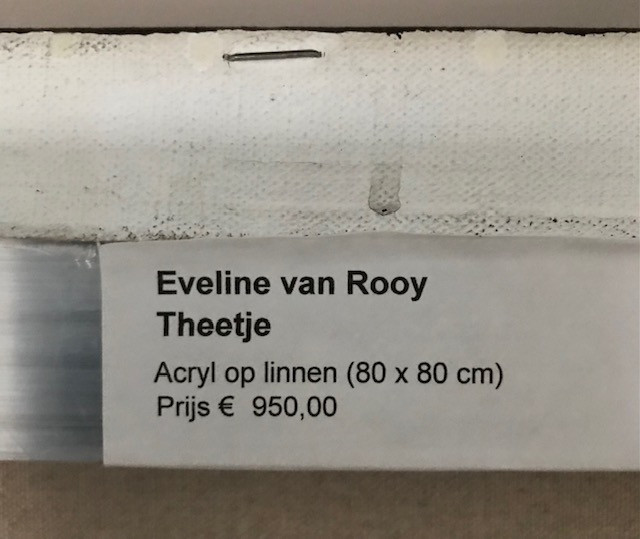 Eveline van Rooy
Theetje
Acryl op linnen (80 x 80 cm)
Prijs € 950,00